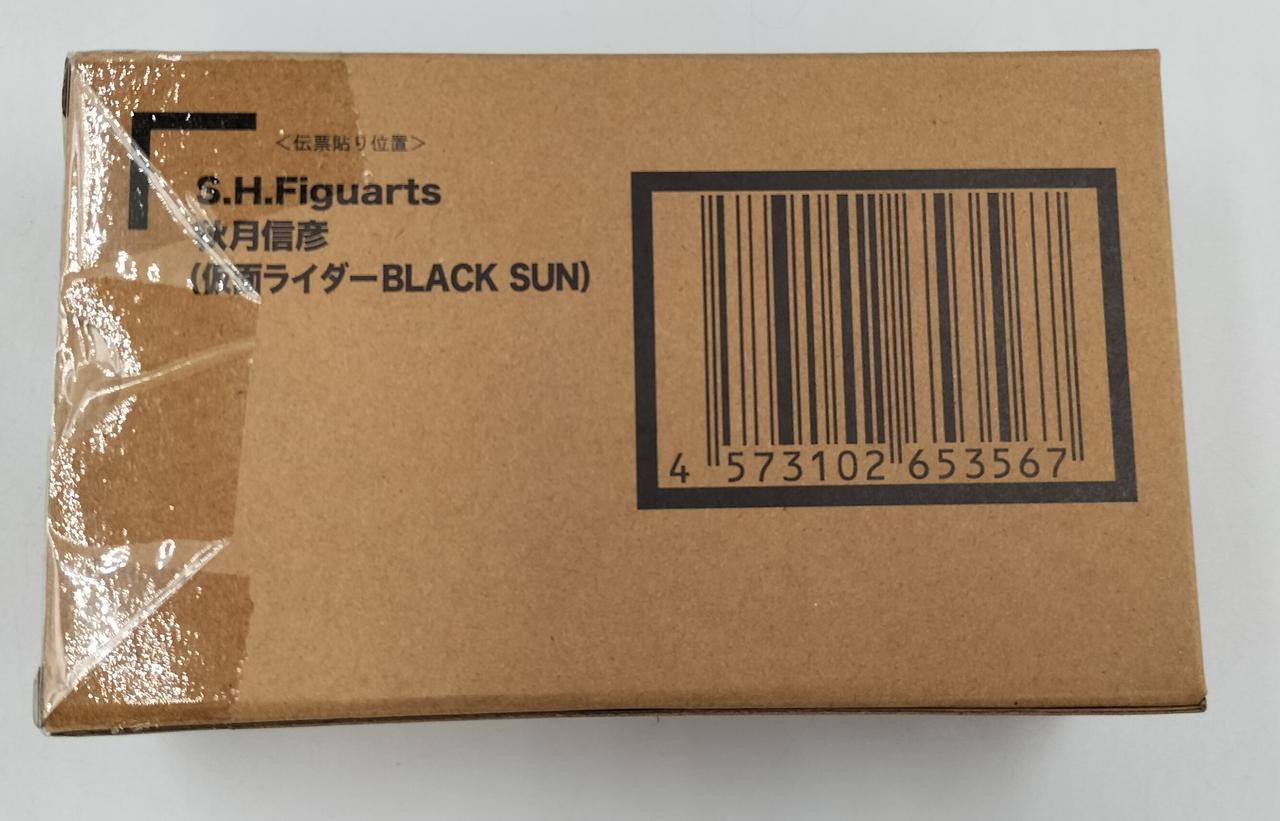 <伝票貼り位置>
S.H.Figuarts
秋月信彦
(仮面ライダーBLACK SUN)
4 573102 653567